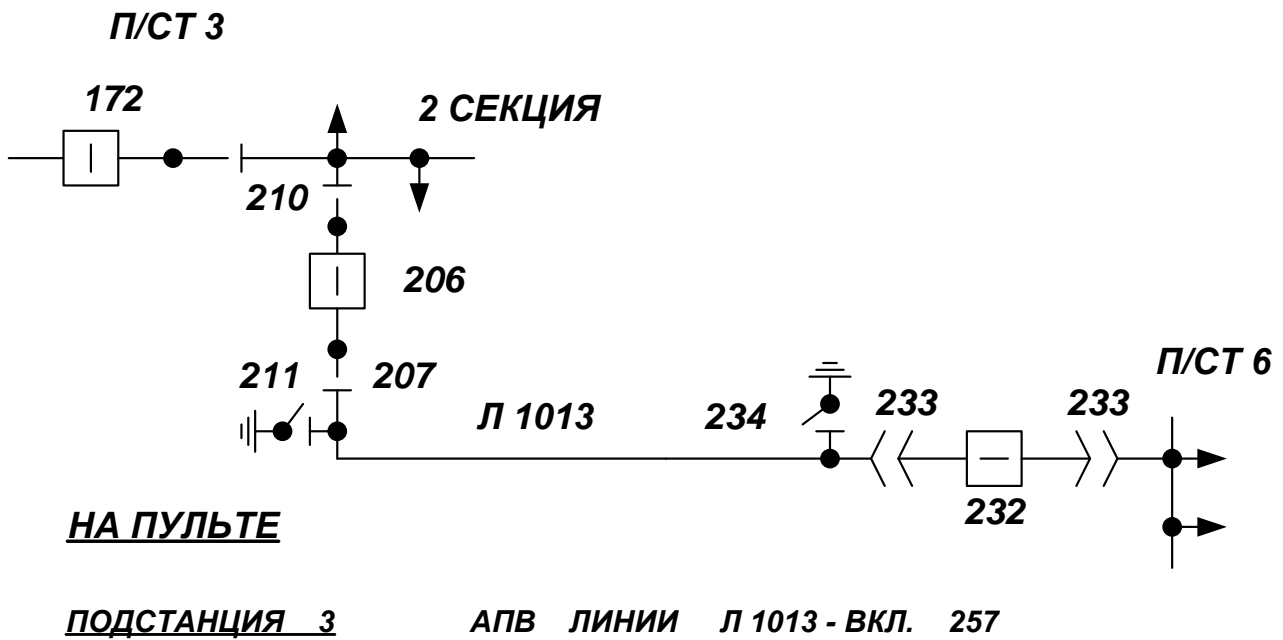 П/СТ 3
172
2 СЕКЦИЯ
210
206
211
207
П/СТ 6
Л 1013
234
233
233
232
НА ПУЛЬТЕ
ПОДСТАНЦИЯ 3 АПВ ЛИНИИ Л 1013 - ВКЛ. 257